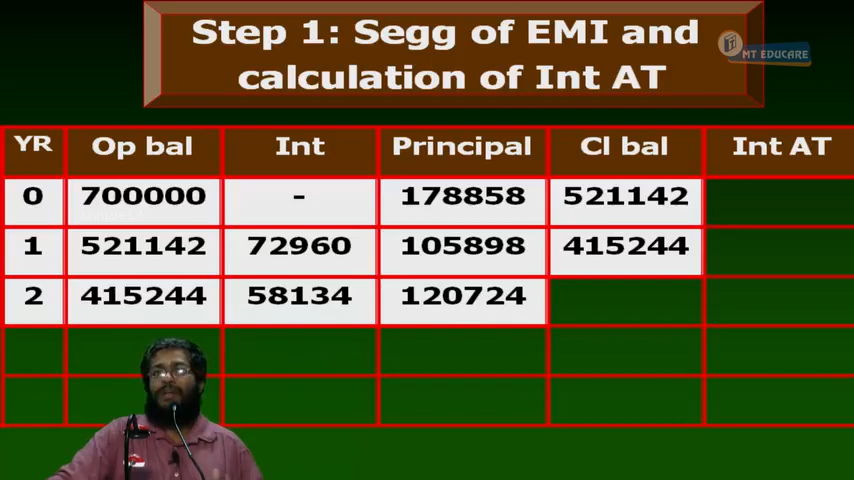 Step 1: Segg of EMI and
calculation of Int AT
MT EDUCARE
YR Op bal Int Principal Cl bal Int AT
0 700000 - 178858 521142
1 521142 72960 105898 415244
2 415244 58134 120724